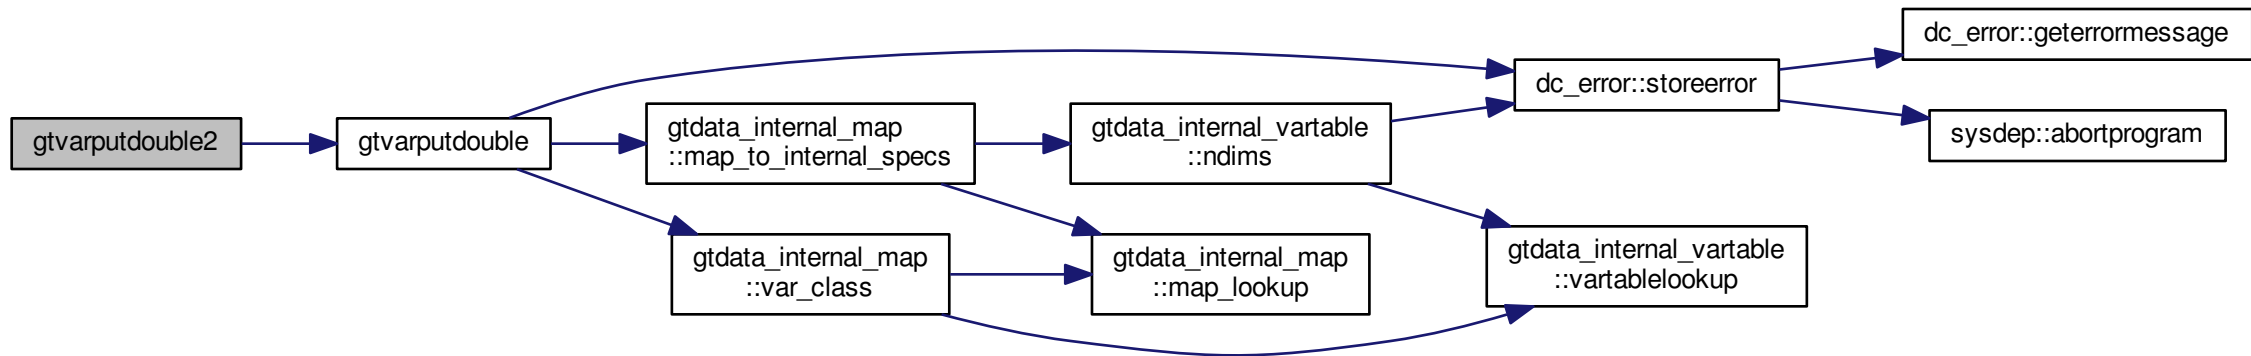 gtvarputdouble2
gtvarputdouble
gtdata_internal_map
::map_to_internal_specs
gtdata_internal_map
::var_class
gtdata_internal_vartable
::ndims
gtdata_internal_map
::map_lookup
dc_error::storeerror
gtdata_internal_vartable
::vartablelookup
dc_error::geterrormessage
sysdep::abortprogram